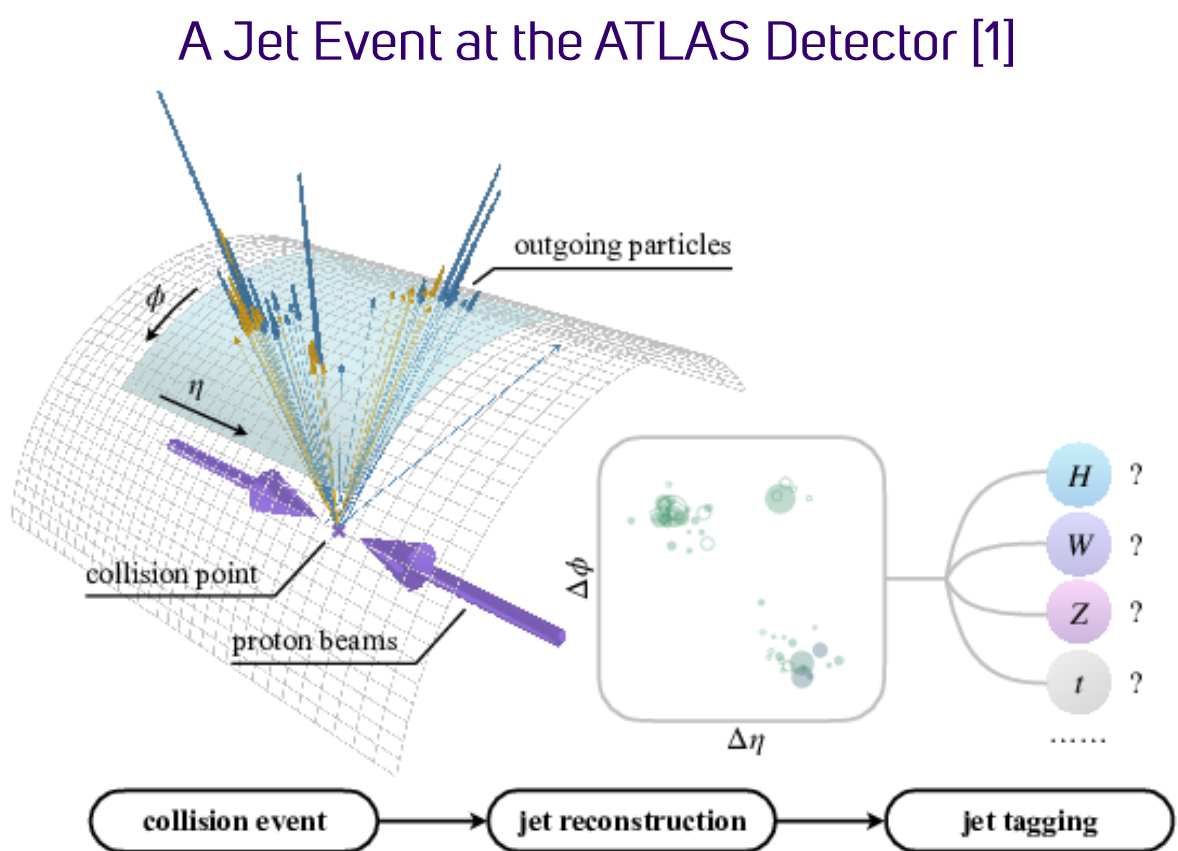 A Jet Event at the ATLAS Detector [1]
outgoing particles
ϕ
η
collision point
proton beams
Δϕ
Δη
H ?
W ?
Z ?
t ?
......
collision event
jet reconstruction
jet tagging